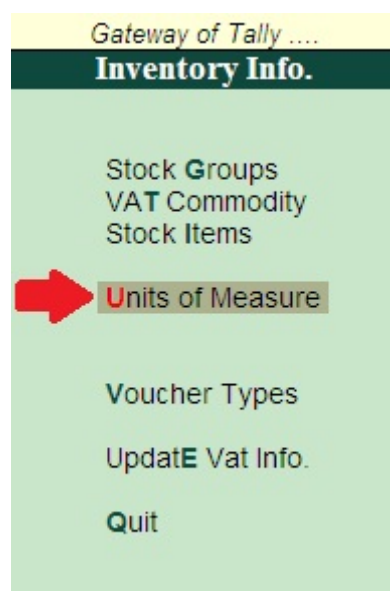 Gateway of Tally ....
Inventory Info.
Stock Groups
VAT Commodity
Stock Items
Units of Measure
Voucher Types
UpdatE Vat Info.
Quit